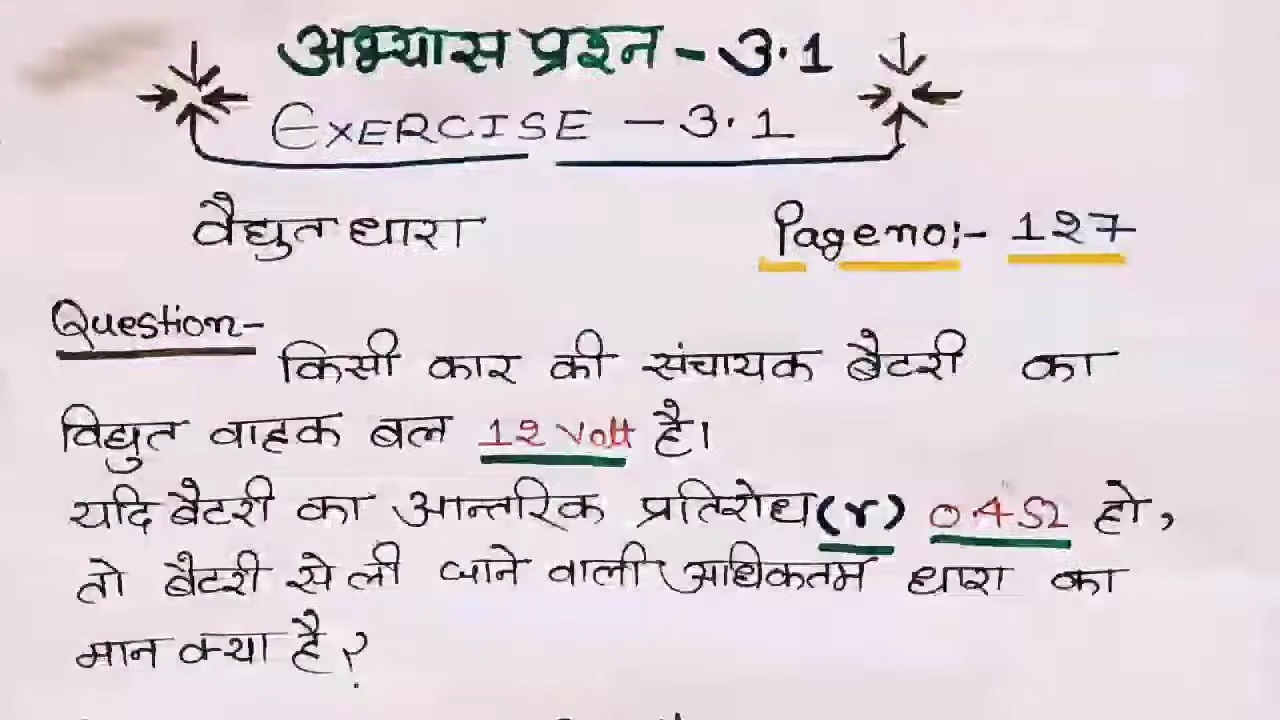 अभ्यास प्रश्न - 3.1
EXERCISE - 3.1
वैद्युत धारा
Page no:- 127
Question-
किसी कार की संचायक बैटरी का
विद्युत वाहक बल 12 Volt है।
यदि बैटरी का आन्तरिक प्रतिरोध (r) 0.4 Ω हो,
तो बैटरी से ली जाने वाली अधिकतम धारा का
मान क्या है?